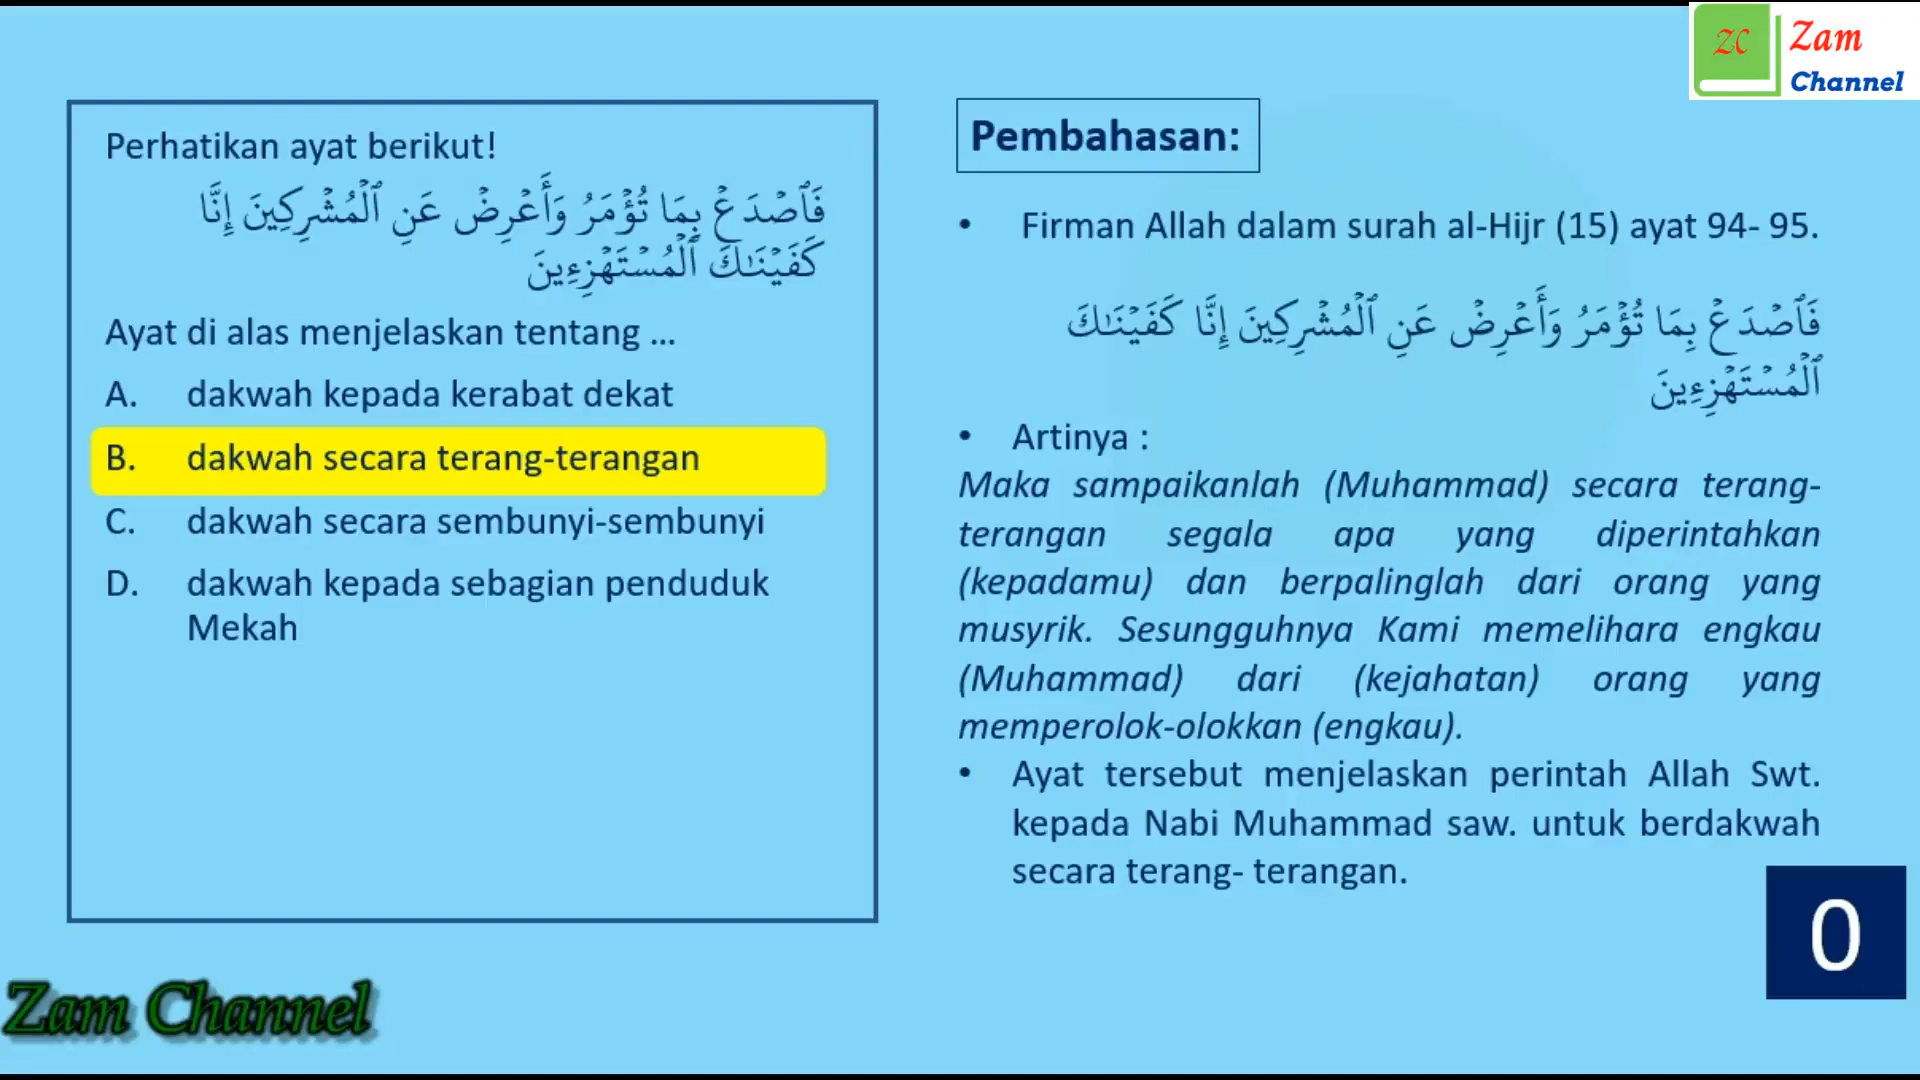 ZC
Zam
Channel
Perhatikan ayat berikut!
فَٱصۡدَعۡ بِمَا تُؤۡمَرُ وَأَعۡرِضۡ عَنِ ٱلۡمُشۡرِكِينَ إِنَّا
كَفَيۡنَٰكَ ٱلۡمُسۡتَهۡزِءِينَ
Ayat di alas menjelaskan tentang ...
A. dakwah kepada kerabat dekat
B. dakwah secara terang-terangan
C. dakwah secara sembunyi-sembunyi
D. dakwah kepada sebagian penduduk
Mekah
Pembahasan:
• Firman Allah dalam surah al-Hijr (15) ayat 94- 95.
فَٱصۡدَعۡ بِمَا تُؤۡمَرُ وَأَعۡرِضۡ عَنِ ٱلۡمُشۡرِكِينَ إِنَّا كَفَيۡنَٰكَ
ٱلۡمُسۡتَهۡزِءِينَ
• Artinya :
Maka sampaikanlah (Muhammad) secara terang-
terangan segala apa yang diperintahkan
(kepadamu) dan berpalinglah dari orang yang
musyrik. Sesungguhnya Kami memelihara engkau
(Muhammad) dari (kejahatan) orang yang
memperolok-olokkan (engkau).
• Ayat tersebut menjelaskan perintah Allah Swt.
kepada Nabi Muhammad saw. untuk berdakwah
secara terang- terangan.
0
Zam Channel